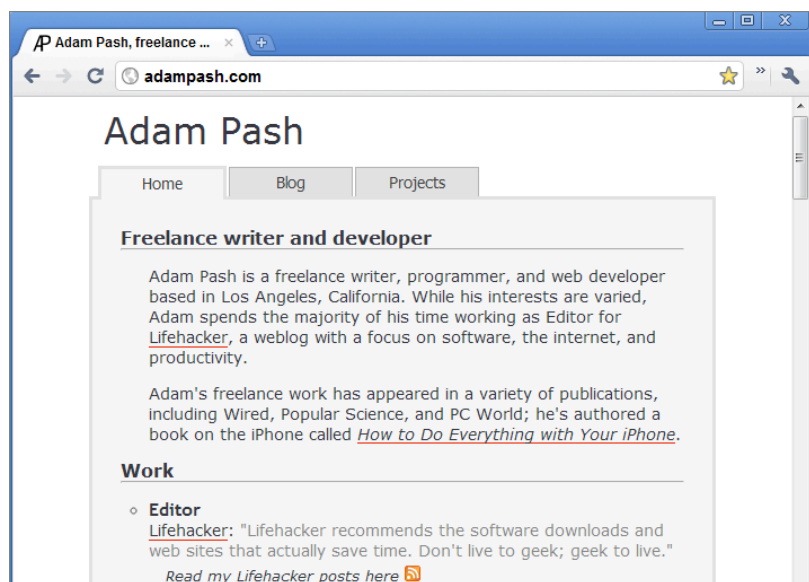 AP Adam Pash, freelance ...
adampash.com
Adam Pash
Home Blog Projects
Freelance writer and developer
Adam Pash is a freelance writer, programmer, and web developer
based in Los Angeles, California. While his interests are varied,
Adam spends the majority of his time working as Editor for
Lifehacker, a weblog with a focus on software, the internet, and
productivity.
Adam's freelance work has appeared in a variety of publications,
including Wired, Popular Science, and PC World; he's authored a
book on the iPhone called How to Do Everything with Your iPhone.
Work
Editor
Lifehacker: "Lifehacker recommends the software downloads and
web sites that actually save time. Don't live to geek; geek to live."
Read my Lifehacker posts here